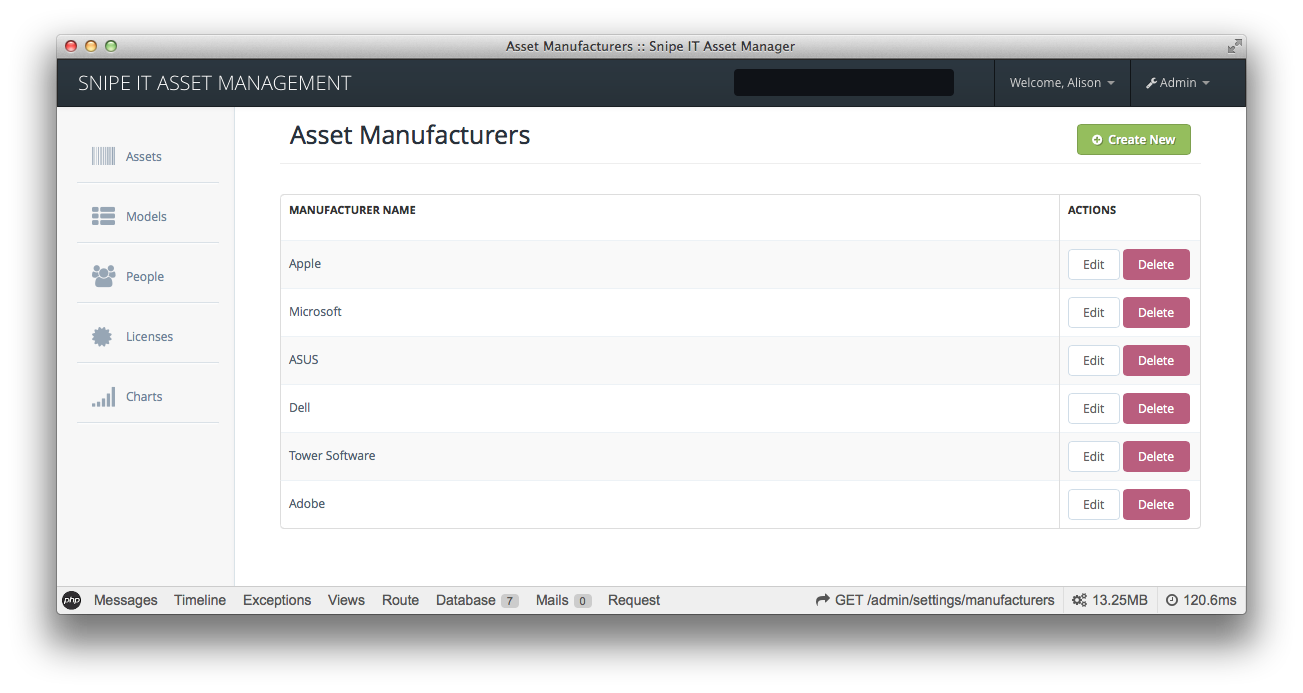 Asset Manufacturers :: Snipe IT Asset Manager
SNIPE IT ASSET MANAGEMENT
Welcome, Alison
Admin
Assets
Models
People
Licenses
Charts
Asset Manufacturers
Create New
MANUFACTURER NAME ACTIONS
Apple Edit Delete
Microsoft Edit Delete
ASUS Edit Delete
Dell Edit Delete
Tower Software Edit Delete
Adobe Edit Delete
php Messages Timeline Exceptions Views Route Database 7 Mails 0 Request GET /admin/settings/manufacturers 13.25MB 120.6ms